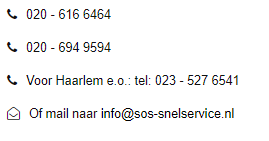 020 - 616 6464
020 - 694 9594
Voor Haarlem e.o.: tel: 023 - 527 6541
Of mail naar info@sos-snelservice.nl